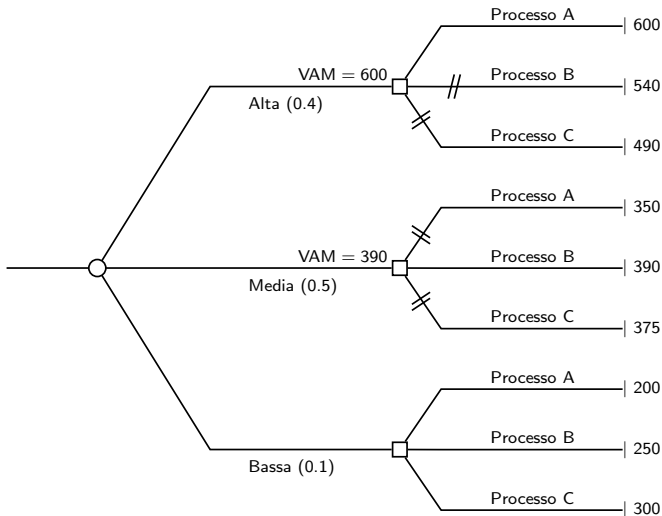 Processo A
600
VAM = 600
Processo B
540
Alta (0.4)
Processo C
490
Processo A
350
VAM = 390
Processo B
390
Media (0.5)
Processo C
375
Processo A
200
Processo B
250
Bassa (0.1)
Processo C
300